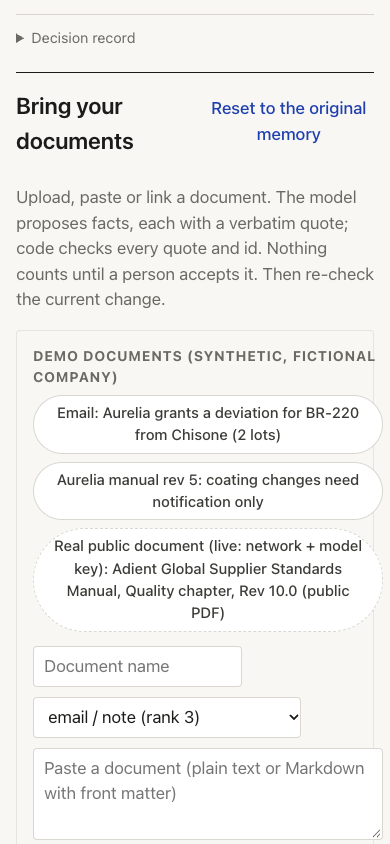 Decision record
Bring your
documents
Reset to the original
memory
Upload, paste or link a document. The model
proposes facts, each with a verbatim quote;
code checks every quote and id. Nothing
counts until a person accepts it. Then re-check
the current change.
DEMO DOCUMENTS (SYNTHETIC, FICTIONAL
COMPANY)
Email: Aurelia grants a deviation for BR-220
from Chisone (2 lots)
Aurelia manual rev 5: coating changes need
notification only
Real public document (live: network + model
key): Adient Global Supplier Standards
Manual, Quality chapter, Rev 10.0 (public
PDF)
Document name
email / note (rank 3)
Paste a document (plain text or Markdown
with front matter)